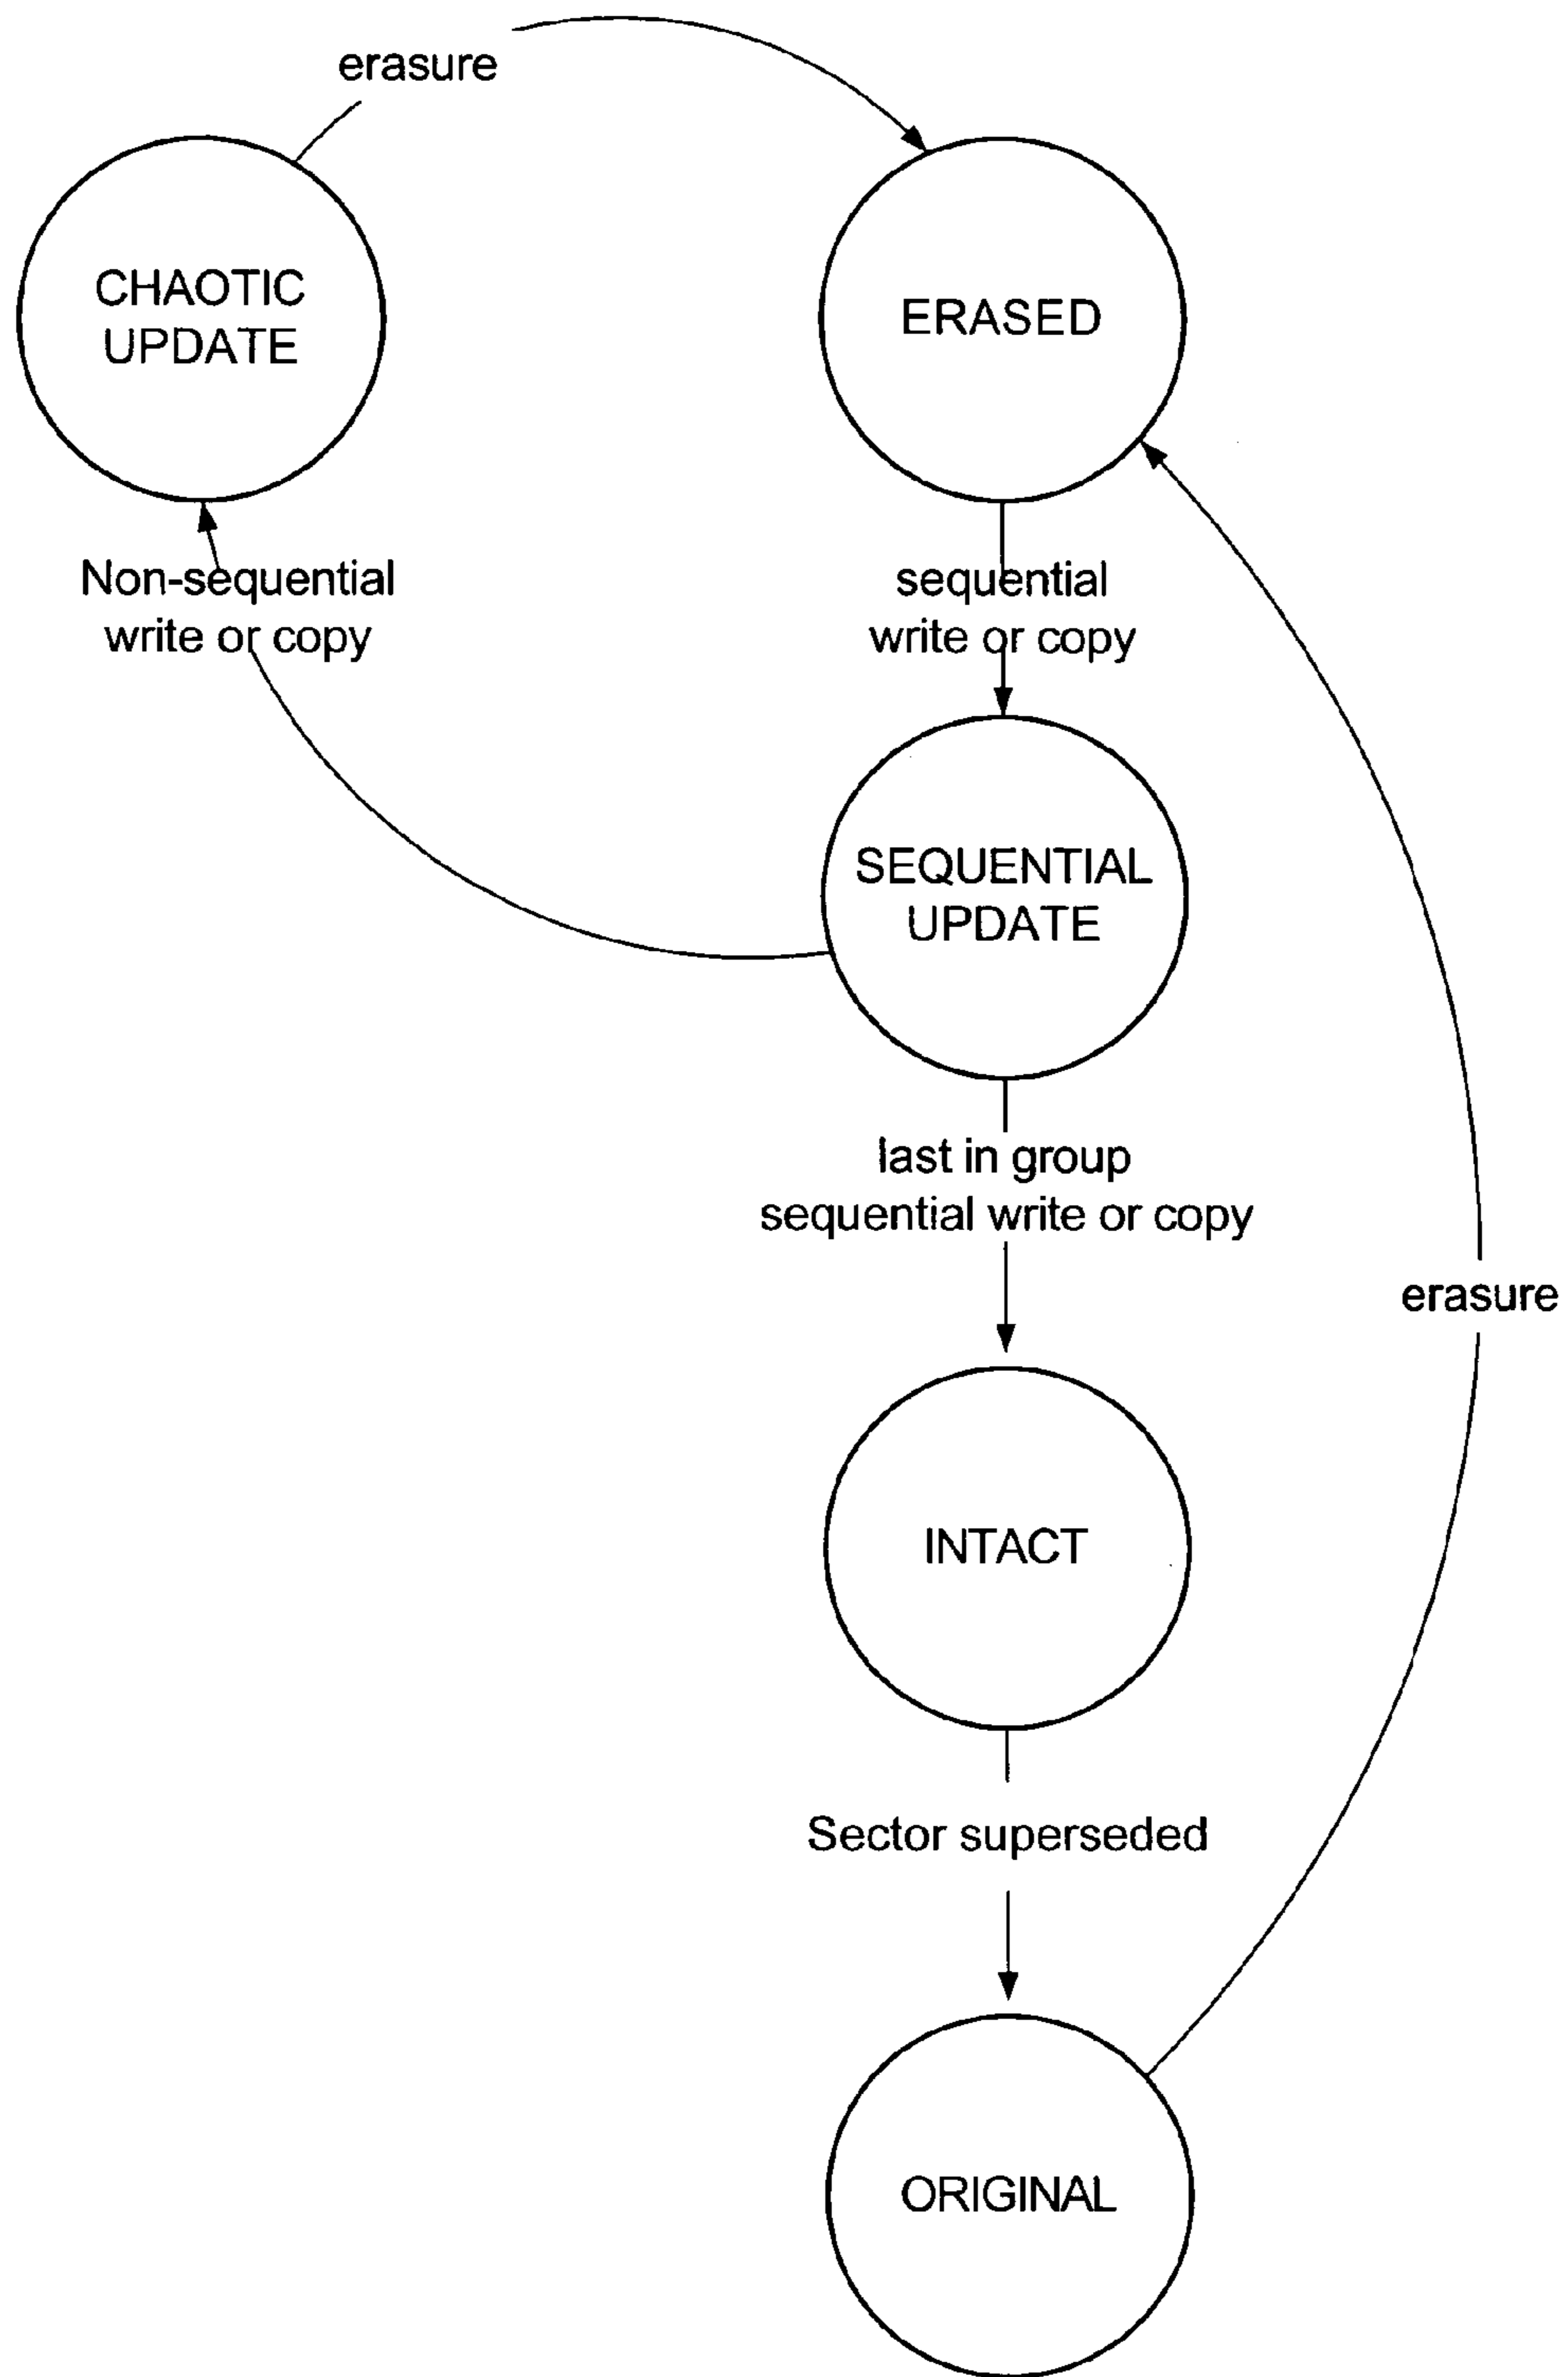 erasure
CHAOTIC
UPDATE
ERASED
Non-sequential
write or copy
sequential
write or copy
SEQUENTIAL
UPDATE
last in group
sequential write or copy
erasure
INTACT
Sector superseded
ORIGINAL